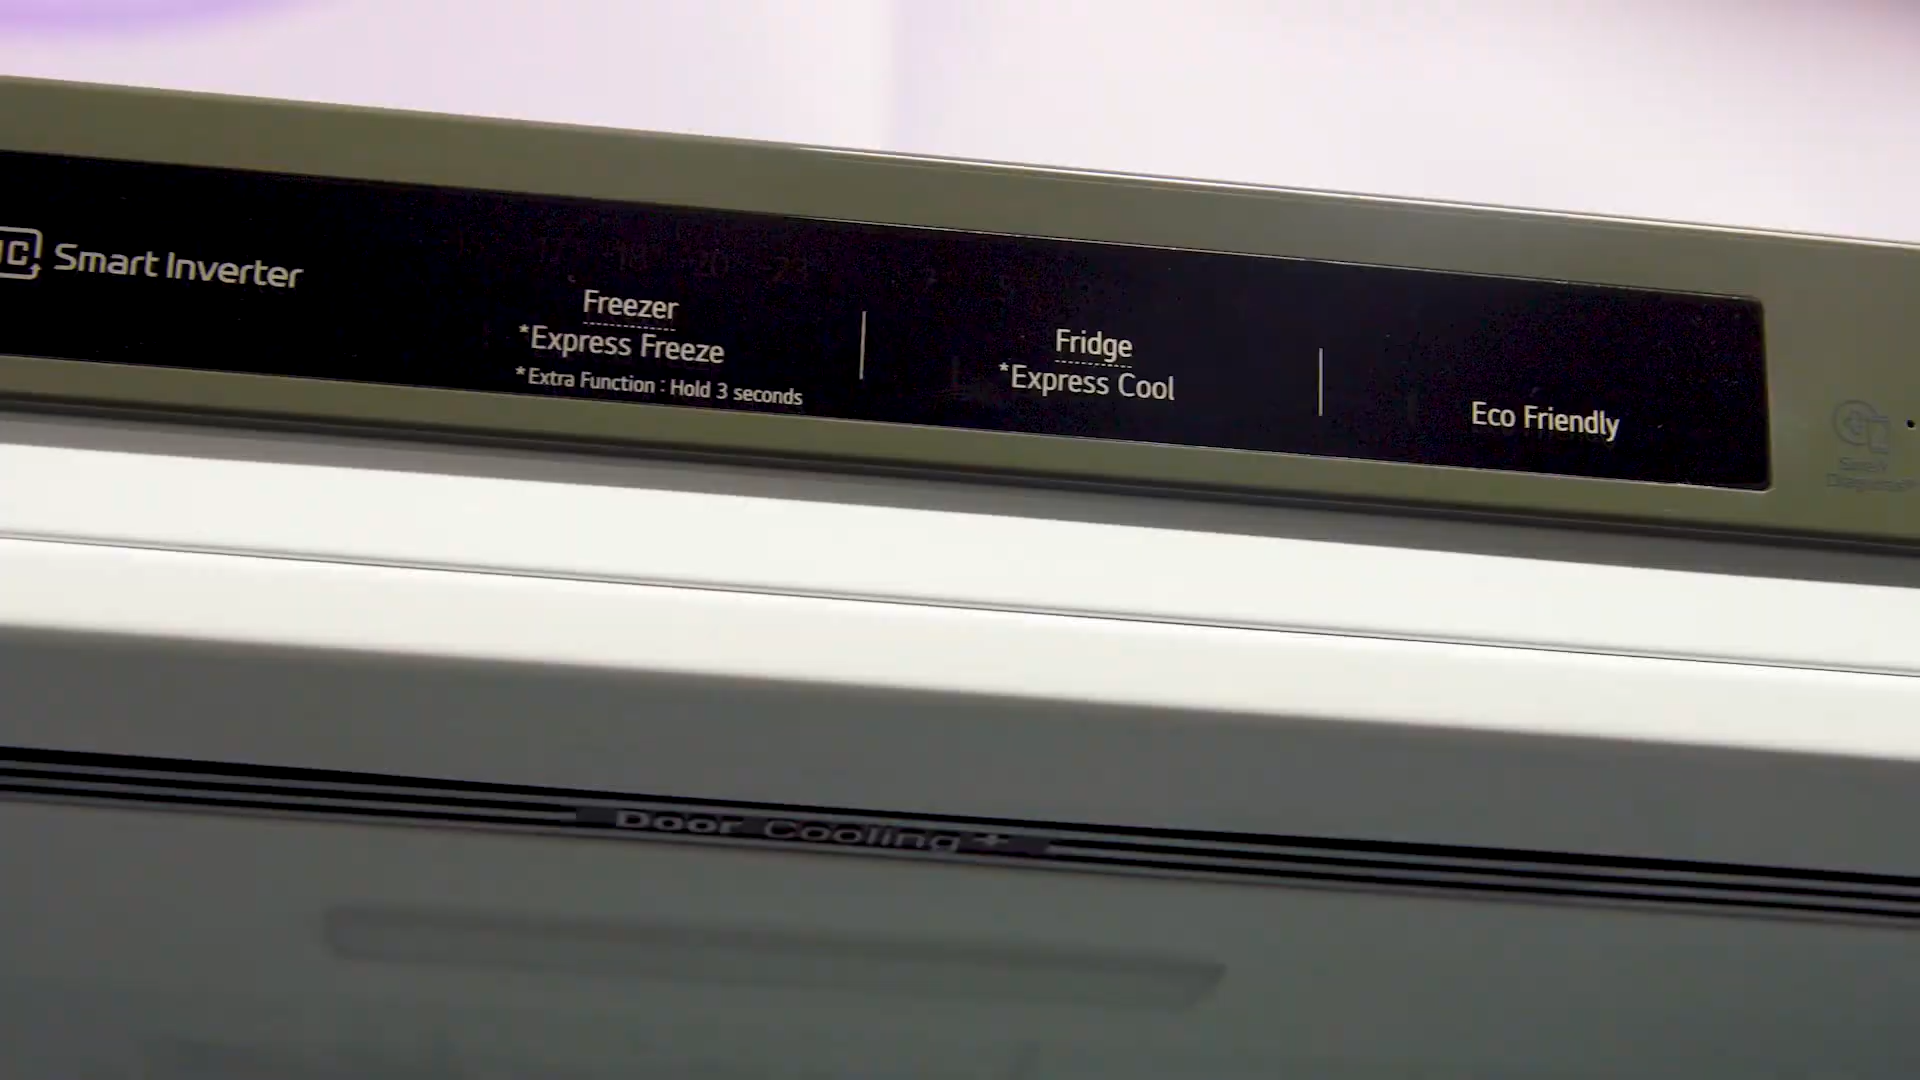 Smart Inverter
Freezer
*Express Freeze
*Extra Function : Hold 3 seconds
Fridge
*Express Cool
Eco Friendly
Door Cooling+